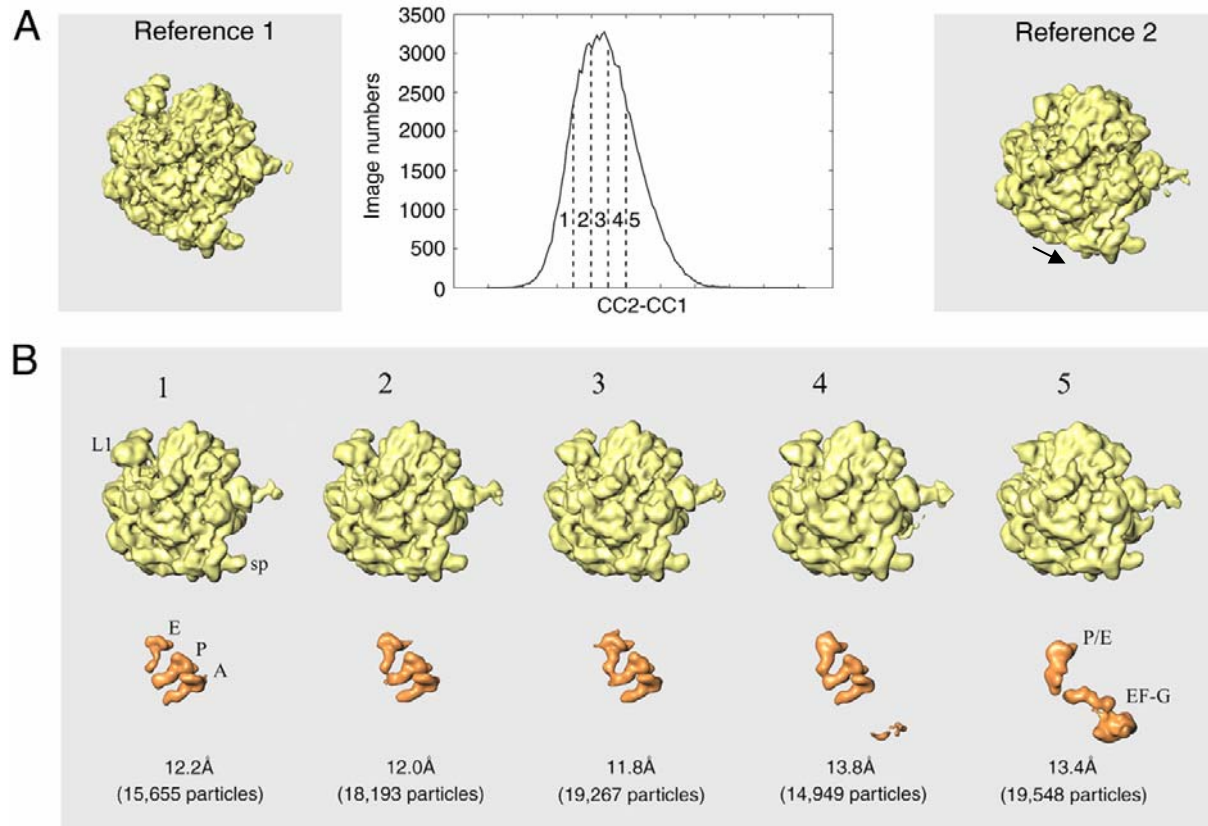 A
Reference 1
Reference 2
Image numbers
3500
3000
2500
2000
1500
1000
500
0
1 2 3 4 5
CC2-CC1
B
1 2 3 4 5
L1
sp
E
P
A
P/E
EF-G
12.2Å 12.0Å 11.8Å 13.8Å 13.4Å
(15,655 particles) (18,193 particles) (19,267 particles) (14,949 particles) (19,548 particles)